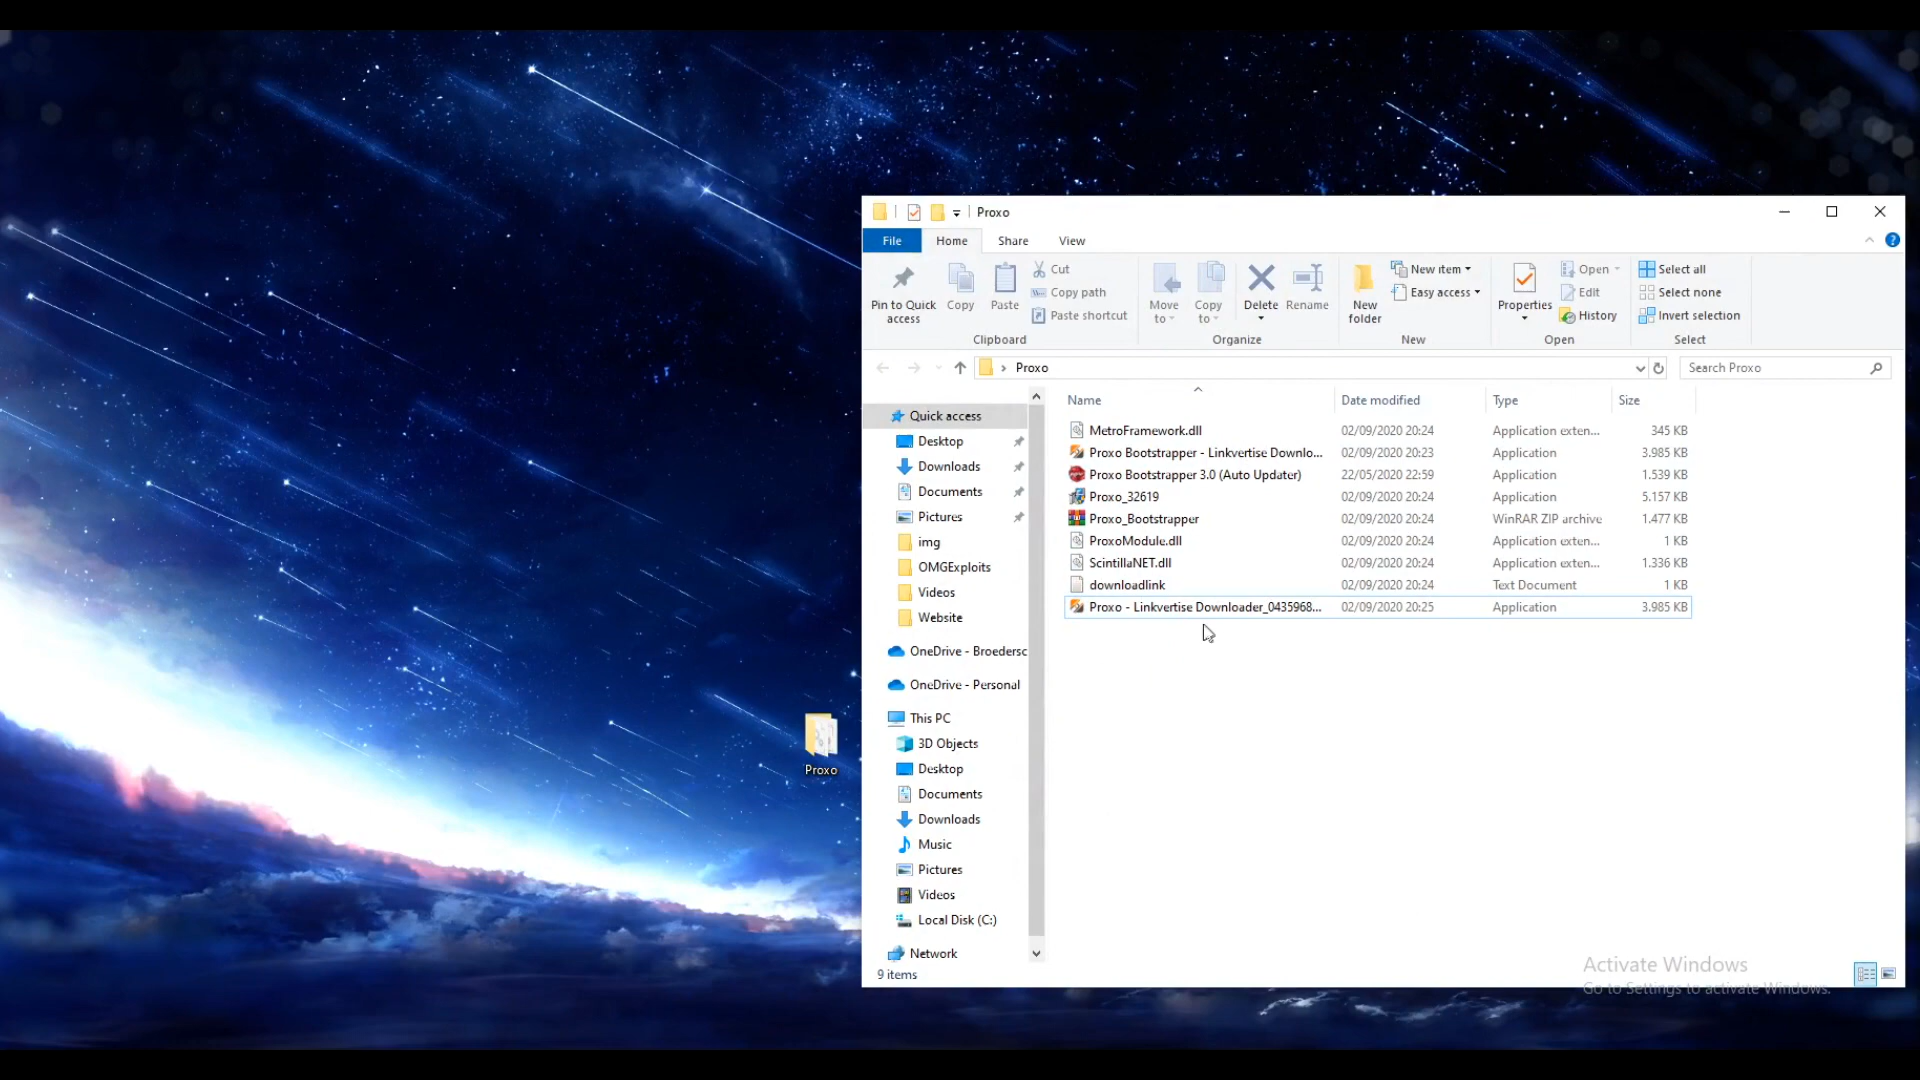 Proxo
File Home Share View
Pin to Quick access
Copy
Paste
Cut
Copy path
Paste shortcut
Clipboard
Move to
Copy to
Delete
Rename
Organize
New folder
New item
Easy access
New
Properties
Open
Edit
History
Open
Select all
Select none
Invert selection
Select
Proxo
Search Proxo
Quick access
Desktop
Downloads
Documents
Pictures
img
OMGExploits
Videos
Website
OneDrive - Broedersc
OneDrive - Personal
This PC
3D Objects
Desktop
Documents
Downloads
Music
Pictures
Videos
Local Disk (C:)
Network
Name Date modified Type Size
MetroFramework.dll 02/09/2020 20:24 Application exten... 345 KB
Proxo Bootstrapper - Linkvertise Downlo... 02/09/2020 20:23 Application 3.985 KB
Proxo Bootstrapper 3.0 (Auto Updater) 22/05/2020 22:59 Application 1.539 KB
Proxo_32619 02/09/2020 20:24 Application 5.157 KB
Proxo_Bootstrapper 02/09/2020 20:24 WinRAR ZIP archive 1.477 KB
ProxoModule.dll 02/09/2020 20:24 Application exten... 1 KB
ScintillaNET.dll 02/09/2020 20:24 Application exten... 1.336 KB
downloadlink 02/09/2020 20:24 Text Document 1 KB
Proxo - Linkvertise Downloader_0435968... 02/09/2020 20:25 Application 3.985 KB
9 items
Activate Windows
Go to Settings to activate Windows.
Proxo